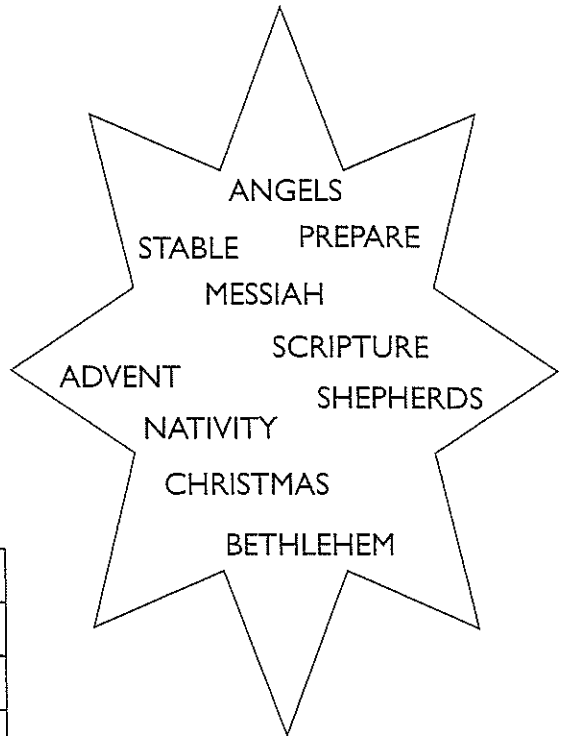 ANGELS
STABLE PREPARE
MESSIAH
SCRIPTURE
ADVENT
SHEPHERDS
NATIVITY
CHRISTMAS
BETHLEHEM